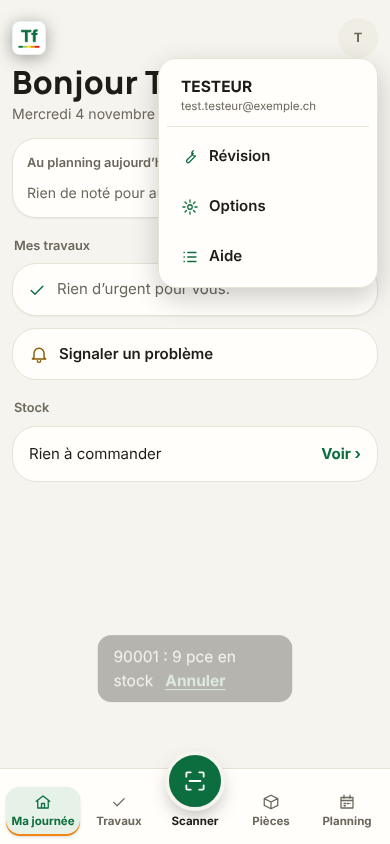 Tf
T
Bonjour T
TESTEUR
test.testeur@exemple.ch
Mercredi 4 novembre
Révision
Au planning aujourd'h
Rien de noté pour a
Options
Mes travaux
Aide
Rien d'urgent pour vous.
Signaler un problème
Stock
Rien à commander
Voir ›
90001 : 9 pce en
stock Annuler
Ma journée
Travaux
Scanner
Pièces
Planning